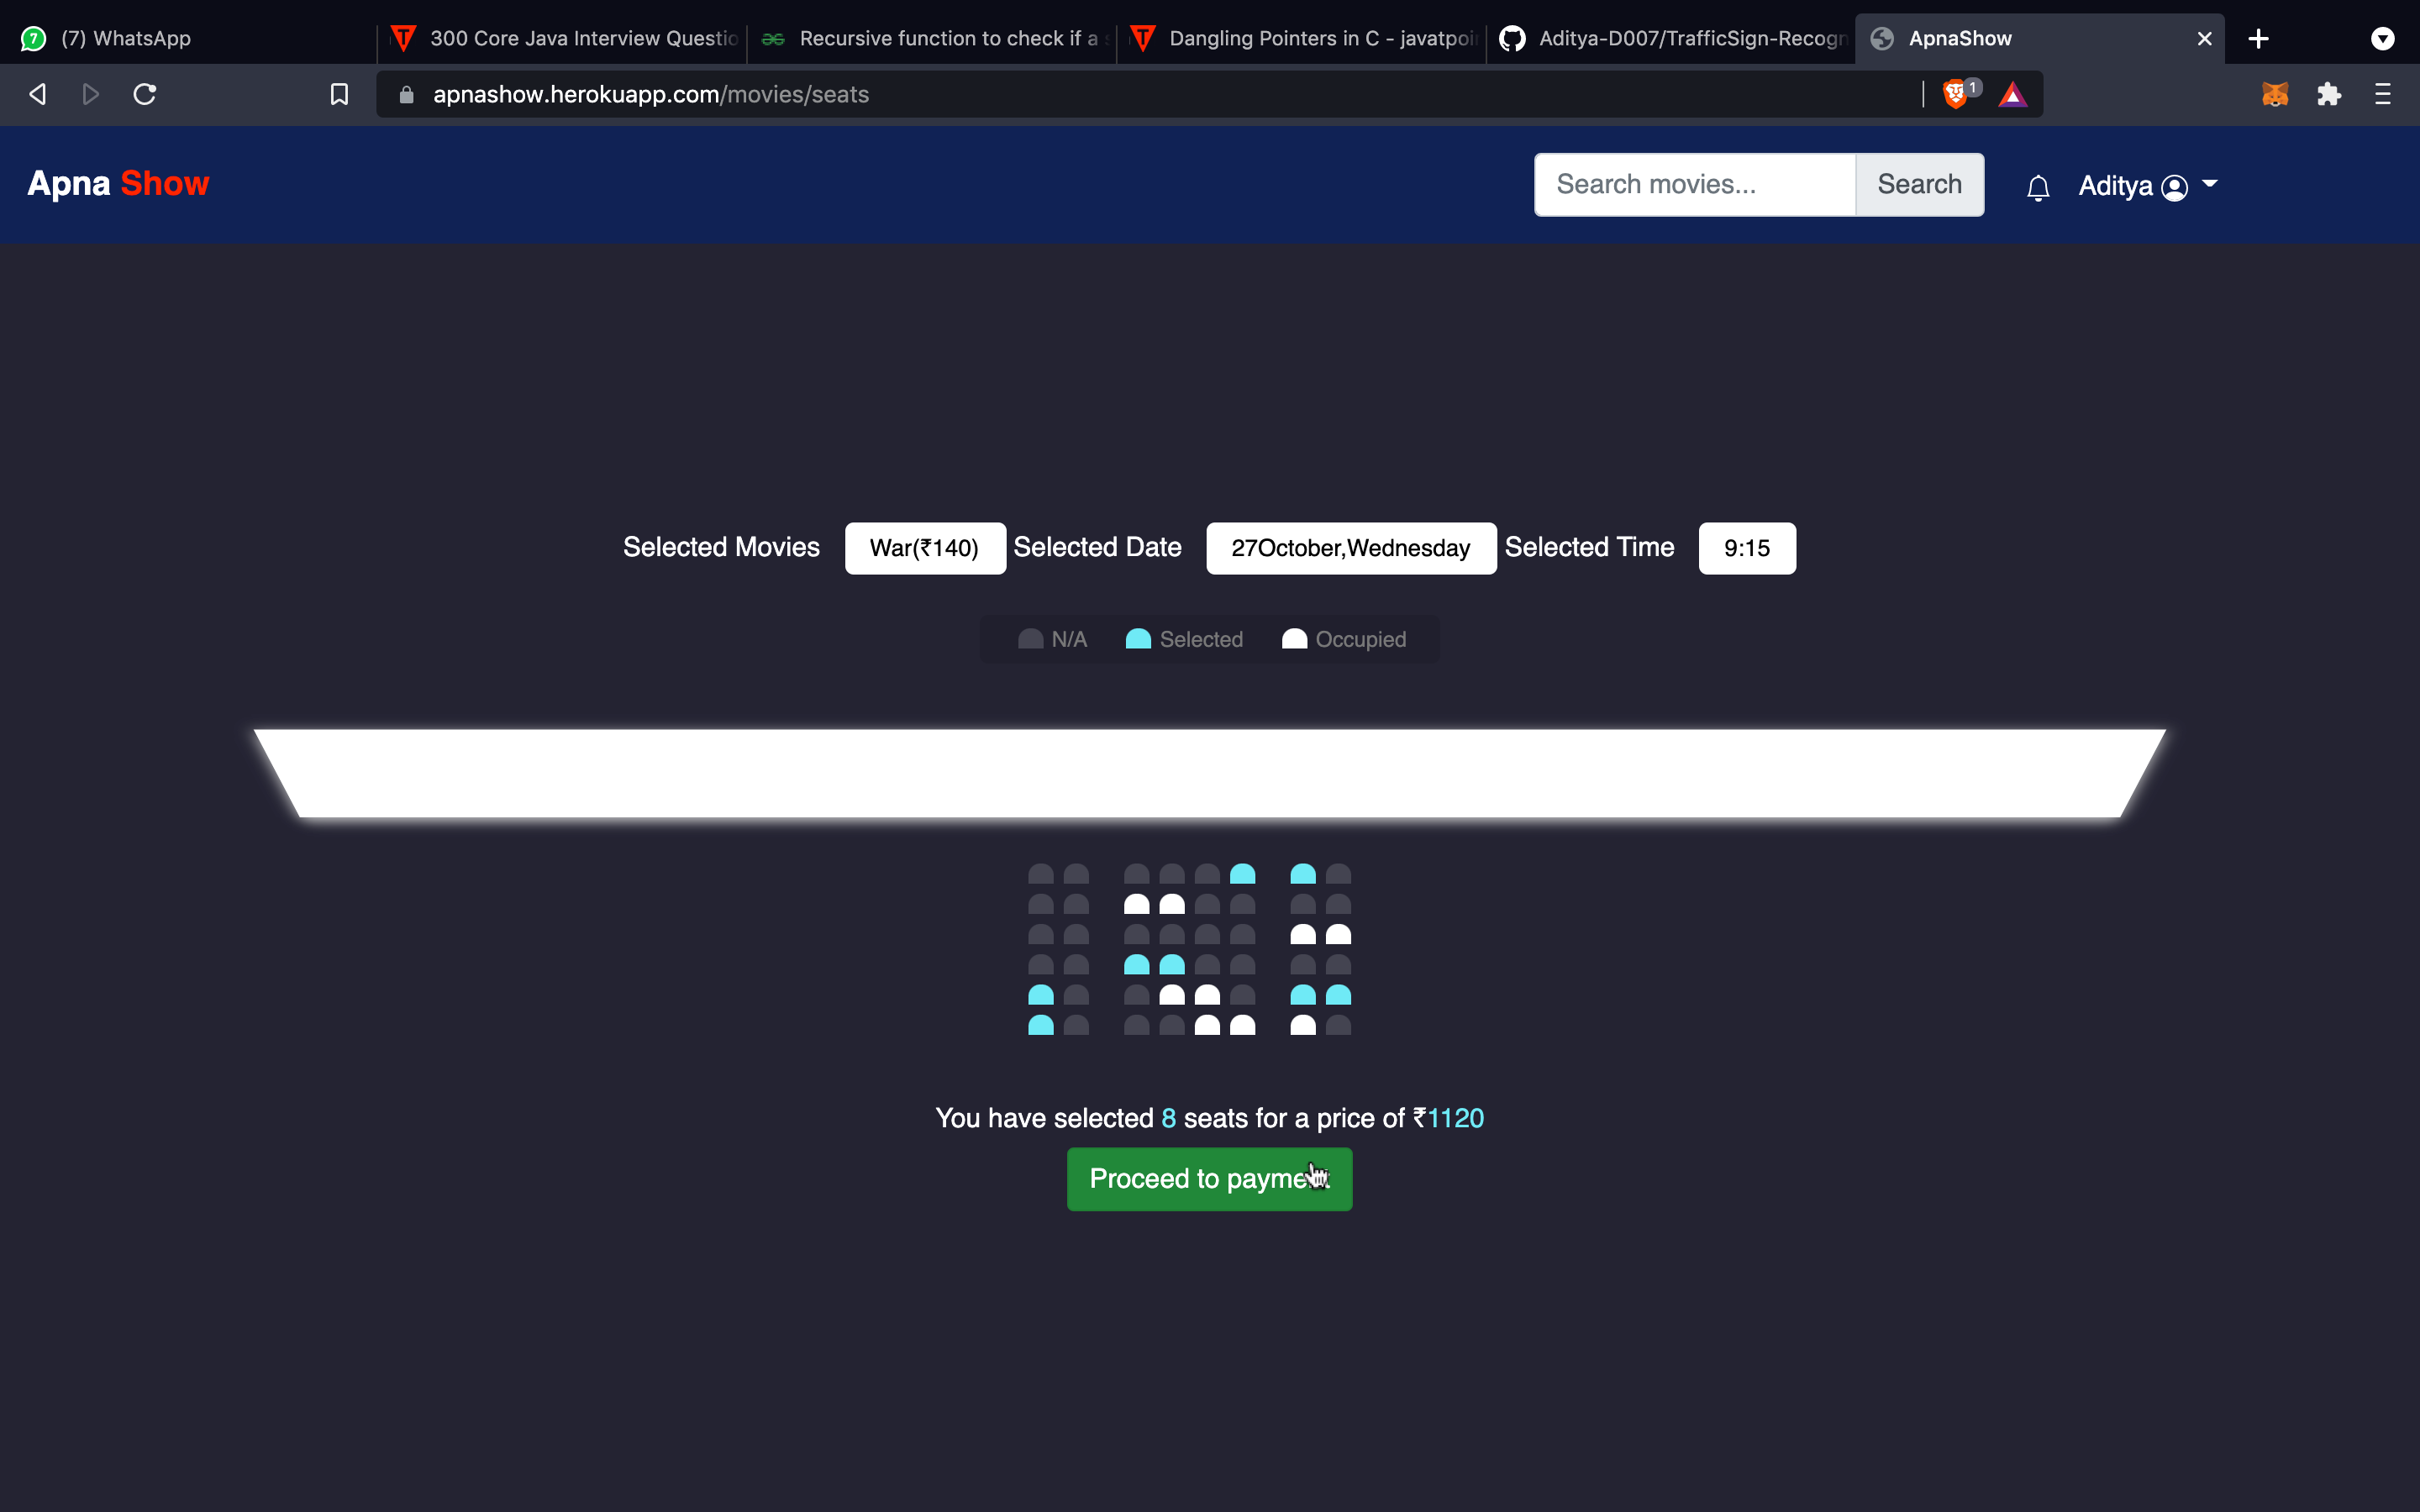 7 (7) WhatsApp 300 Core Java Interview Questio Recursive function to check if a s Dangling Pointers in C - javatpoi Aditya-D007/TrafficSign-Recogn ApnaShow
apnashow.herokuapp.com/movies/seats 1
Apna Show Search movies... Search Aditya
Selected Movies War(₹140) Selected Date 27October,Wednesday Selected Time 9:15
N/A Selected Occupied
You have selected 8 seats for a price of ₹1120
Proceed to payment